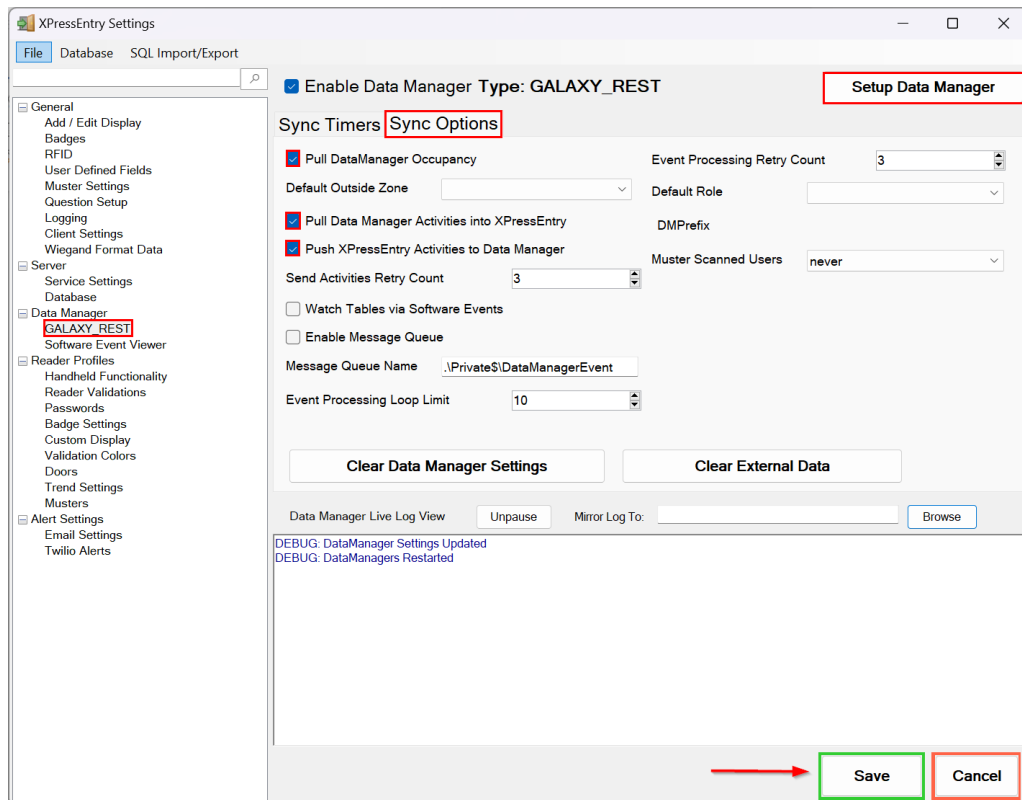 XPressEntry Settings
File Database SQL Import/Export
Enable Data Manager Type: GALAXY_REST
Setup Data Manager
General
Add / Edit Display
Badges
RFID
User Defined Fields
Muster Settings
Question Setup
Logging
Client Settings
Wiegand Format Data
Server
Service Settings
Database
Data Manager
GALAXY_REST
Software Event Viewer
Reader Profiles
Handheld Functionality
Reader Validations
Passwords
Badge Settings
Custom Display
Validation Colors
Doors
Trend Settings
Musters
Alert Settings
Email Settings
Twilio Alerts
Sync Timers Sync Options
Pull DataManager Occupancy
Default Outside Zone
Pull Data Manager Activities into XPressEntry
Push XPressEntry Activities to Data Manager
Send Activities Retry Count 3
Watch Tables via Software Events
Enable Message Queue
Message Queue Name .\Private$\DataManagerEvent
Event Processing Loop Limit 10
Event Processing Retry Count 3
Default Role
DMPrefix
Muster Scanned Users never
Clear Data Manager Settings Clear External Data
Data Manager Live Log View Unpause Mirror Log To: Browse
DEBUG: DataManager Settings Updated
DEBUG: DataManagers Restarted
Save Cancel